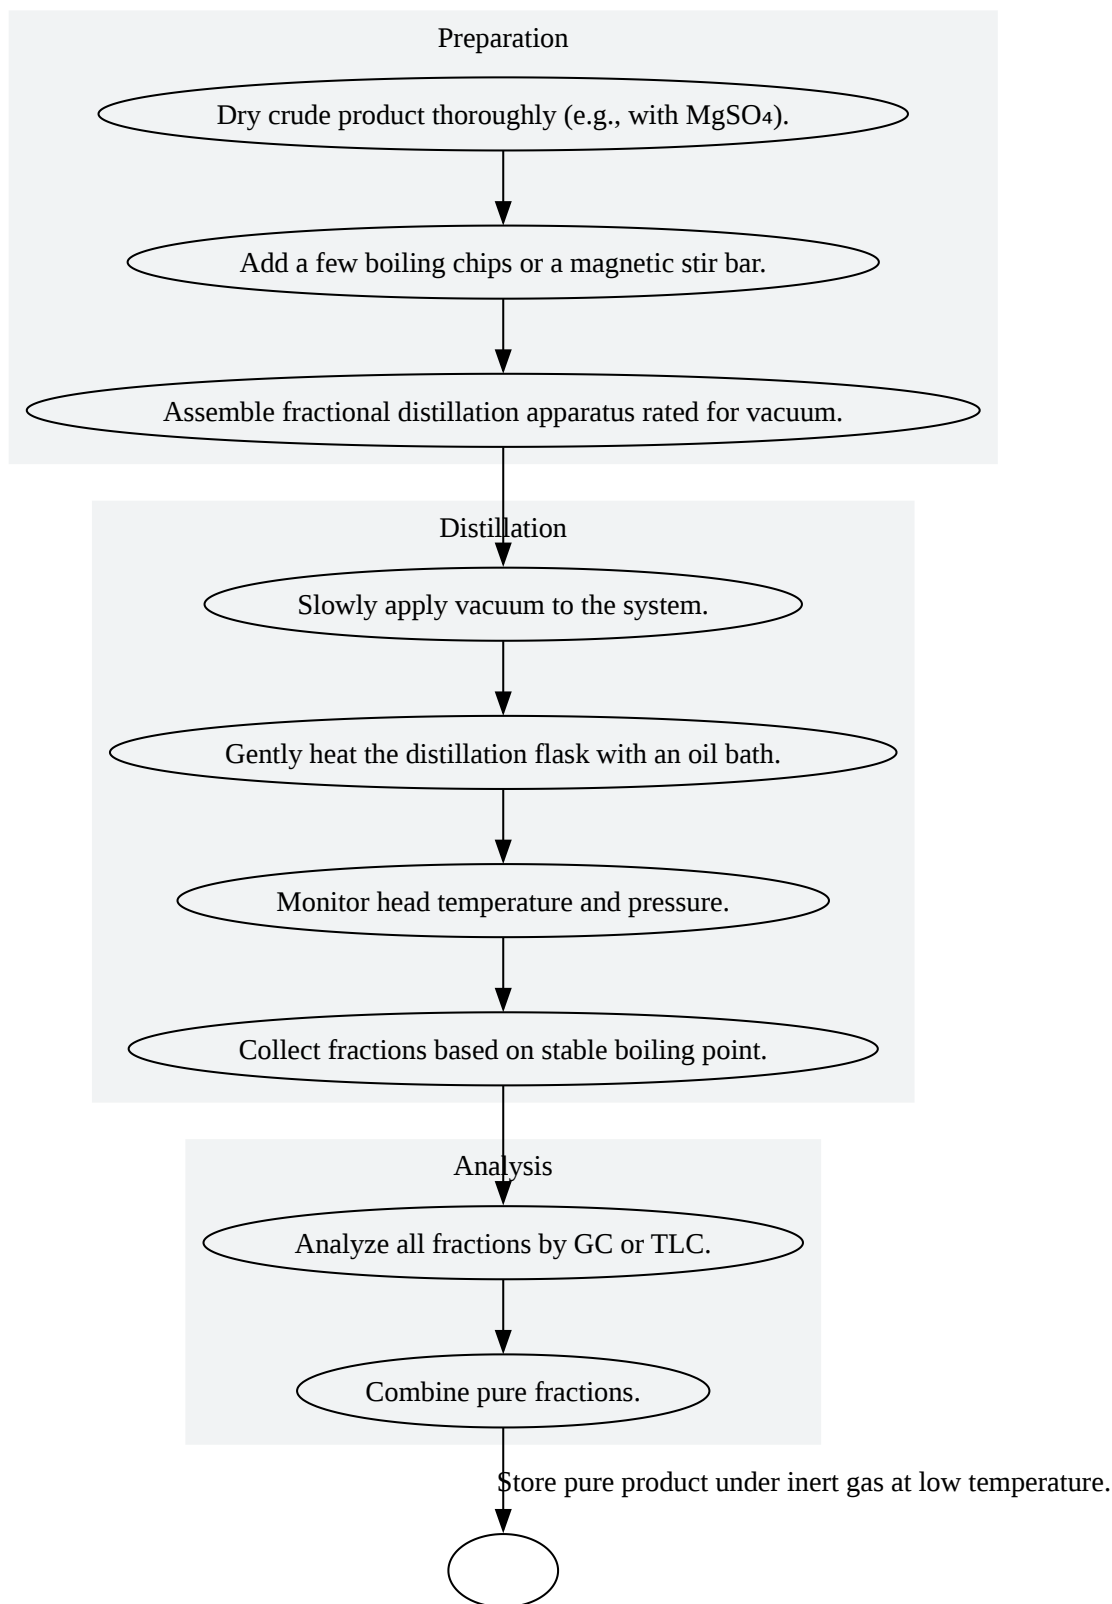 Preparation
Dry crude product thoroughly (e.g., with MgSO₄).
Add a few boiling chips or a magnetic stir bar.
Assemble fractional distillation apparatus rated for vacuum.
Distillation
Slowly apply vacuum to the system.
Gently heat the distillation flask with an oil bath.
Monitor head temperature and pressure.
Collect fractions based on stable boiling point.
Analysis
Analyze all fractions by GC or TLC.
Combine pure fractions.
Store pure product under inert gas at low temperature.